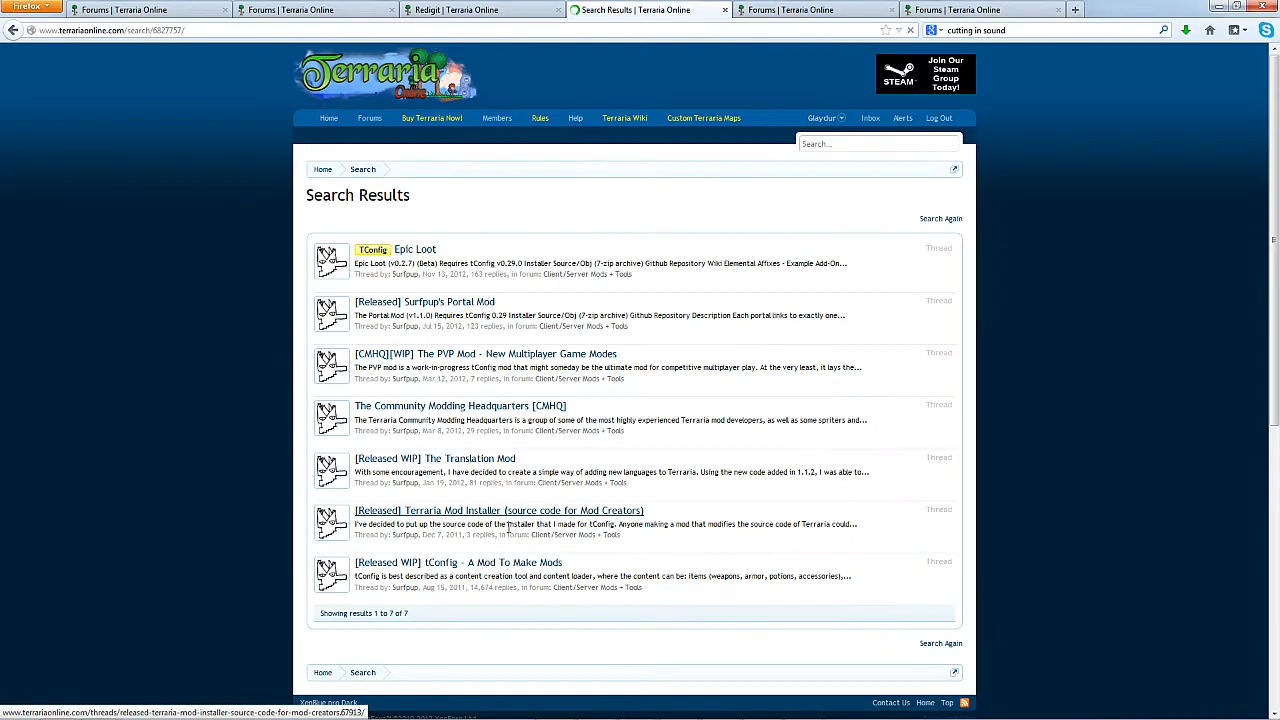 Firefox
Forums | Terraria Online
Forums | Terraria Online
Redigit | Terraria Online
Search Results | Terraria Online
Forums | Terraria Online
Forums | Terraria Online
www.terrariaonline.com/search/6827757/
cutting in sound
Terraria
Online
STEAM
Join Our
Steam
Group
Today!
Home Forums Buy Terraria Now! Members Rules Help Terraria Wiki Custom Terraria Maps Glaydur Inbox Alerts Log Out
Search...
Home Search
Search Results
Search Again
TConfig Epic Loot Thread
Epic Loot (v0.2.7) (Beta) Requires tConfig v0.29.0 Installer Source/Obj (7-zip archive) Github Repository Wiki Elemental Affixes - Example Add-On...
Thread by: Surfpup, Nov 13, 2012, 163 replies, in forum: Client/Server Mods + Tools
[Released] Surfpup's Portal Mod Thread
The Portal Mod (v1.1.0) Requires tConfig 0.29 Installer Source/Obj (7-zip archive) Github Repository Description Each portal links to exactly one...
Thread by: Surfpup, Jul 15, 2012, 123 replies, in forum: Client/Server Mods + Tools
[CMHQ][WIP] The PVP Mod - New Multiplayer Game Modes Thread
The PVP mod is a work-in-progress tConfig mod that might someday be the ultimate mod for competitive multiplayer play. At the very least, it lays the...
Thread by: Surfpup, Mar 12, 2012, 7 replies, in forum: Client/Server Mods + Tools
The Community Modding Headquarters [CMHQ] Thread
The Terraria Community Modding Headquarters is a group of some of the most highly experienced Terraria mod developers, as well as some spriters and...
Thread by: Surfpup, Mar 8, 2012, 29 replies, in forum: Client/Server Mods + Tools
[Released WIP] The Translation Mod Thread
With some encouragement, I have decided to create a simple way of adding new languages to Terraria. Using the new code added in 1.1.2, I was able to...
Thread by: Surfpup, Jan 19, 2012, 81 replies, in forum: Client/Server Mods + Tools
[Released] Terraria Mod Installer (source code for Mod Creators) Thread
I've decided to put up the source code of the installer that I made for tConfig. Anyone making a mod that modifies the source code of Terraria could...
Thread by: Surfpup, Dec 7, 2011, 3 replies, in forum: Client/Server Mods + Tools
[Released WIP] tConfig - A Mod To Make Mods Thread
tConfig is best described as a content creation tool and content loader, where the content can be: items (weapons, armor, potions, accessories),...
Thread by: Surfpup, Aug 15, 2011, 14,674 replies, in forum: Client/Server Mods + Tools
Showing results 1 to 7 of 7
Search Again
Home Search
XenBlue pro Dark Contact Us Home Top
www.terrariaonline.com/threads/released-terraria-mod-installer-source-code-for-mod-creators.67913/